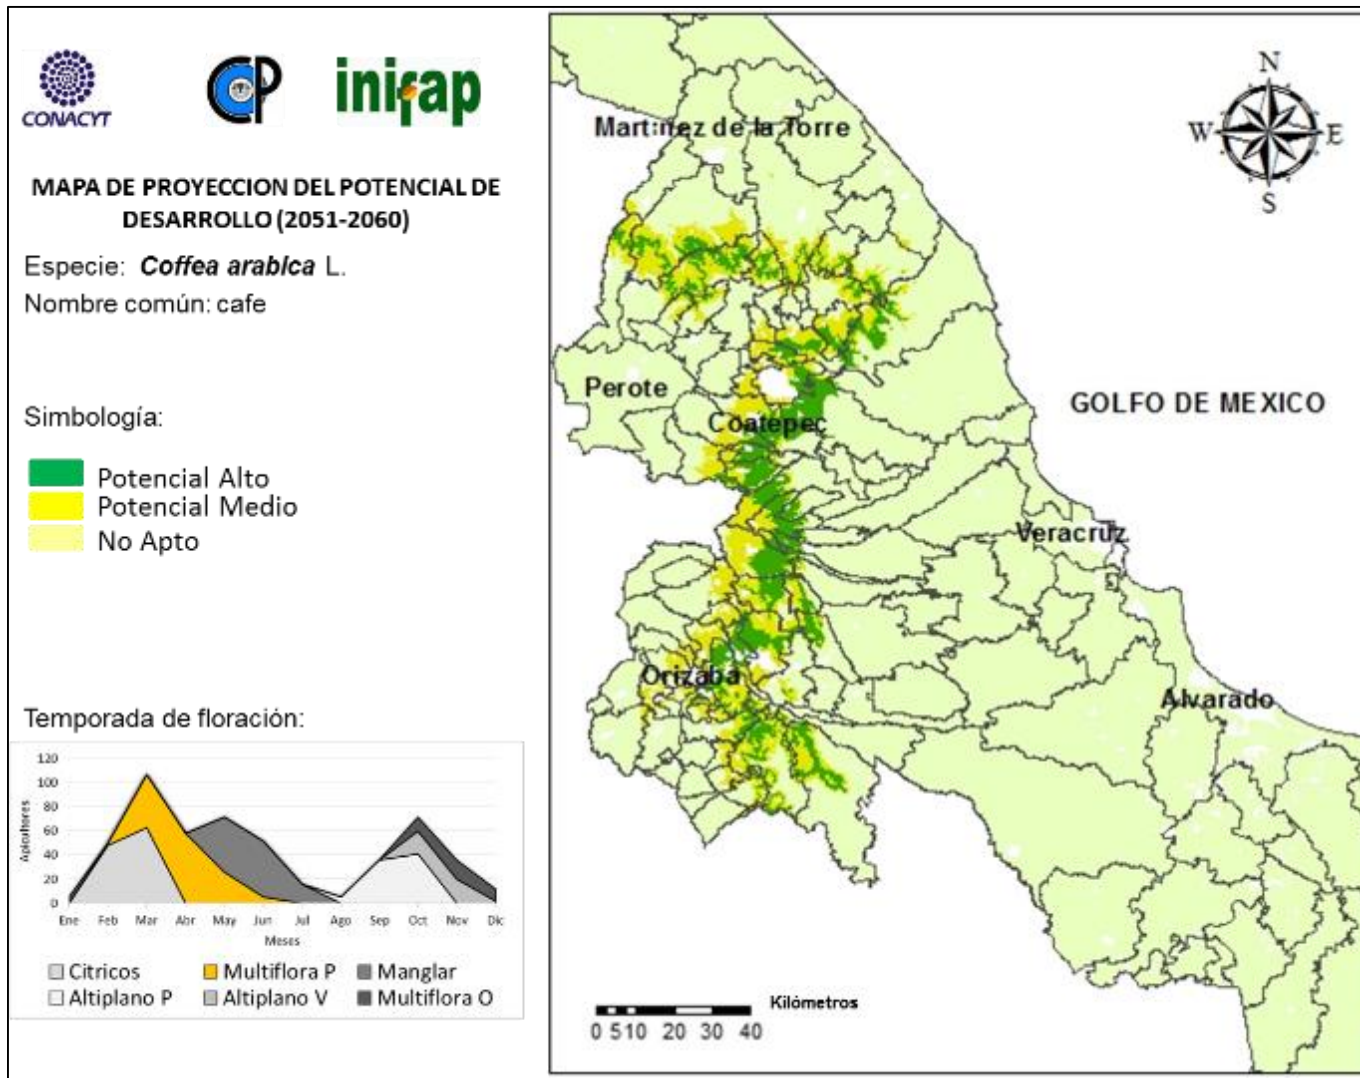 CONACYT
CP
inifap
MAPA DE PROYECCION DEL POTENCIAL DE
DESARROLLO (2051-2060)
Especie: Coffea arabica L.
Nombre común: cafe
Simbología:
Potencial Alto
Potencial Medio
No Apto
Temporada de floración:
120
100
80
60
40
20
0
Apicultores
Ene Feb Mar Abr May Jun Jul Ago Sep Oct Nov Dic
Meses
Citricos Multiflora P Manglar
Altiplano P Altiplano V Multiflora O
Martínez de la Torre
Perote
Coatepec
GOLFO DE MEXICO
Veracruz
Orizaba
Alvarado
N
W E
S
Kilómetros
0 5 10 20 30 40